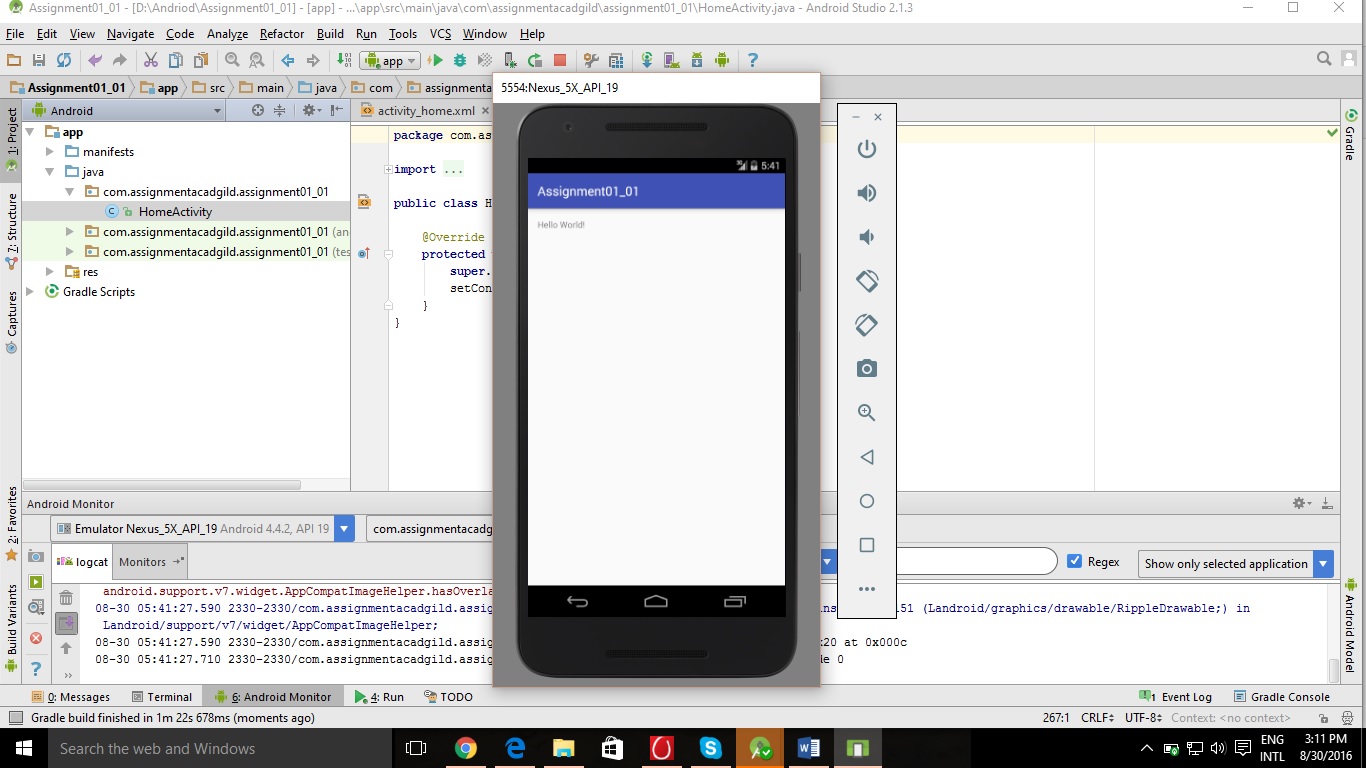 Assignment01_01 - [D:\Andriod\Assignment01_01] - [app] - ...\app\src\main\java\com\assignmentacadgild\assignment01_01\HomeActivity.java - Android Studio 2.1.3
File Edit View Navigate Code Analyze Refactor Build Run Tools VCS Window Help
app
Assignment01_01 app src main java com assignmenta
5554:Nexus_5X_API_19
1: Project
7: Structure
Captures
2: Favorites
Build Variants
Android
app
manifests
java
com.assignmentacadgild.assignment01_01
HomeActivity
com.assignmentacadgild.assignment01_01 (an
com.assignmentacadgild.assignment01_01 (tes
res
Gradle Scripts
activity_home.xml
package com.as
import ...
public class H
@Override
protected
super.
setCon
}
}
5:41
Assignment01_01
Hello World!
Gradle
Android Model
Android Monitor
Emulator Nexus_5X_API_19 Android 4.4.2, API 19
com.assignmentacadg
logcat Monitors
Regex
Show only selected application
android.support.v7.widget.AppCompatImageHelper.hasOverla
08-30 05:41:27.590 2330-2330/com.assignmentacadgild.assig ins 51 (Landroid/graphics/drawable/RippleDrawable;) in
Landroid/support/v7/widget/AppCompatImageHelper;
08-30 05:41:27.590 2330-2330/com.assignmentacadgild.assig 20 at 0x000c
08-30 05:41:27.710 2330-2330/com.assignmentacadgild.assig de 0
0: Messages Terminal 6: Android Monitor 4: Run TODO 1 Event Log Gradle Console
Gradle build finished in 1m 22s 678ms (moments ago) 267:1 CRLF UTF-8 Context: <no context>
Search the web and Windows
ENG
INTL
3:11 PM
8/30/2016